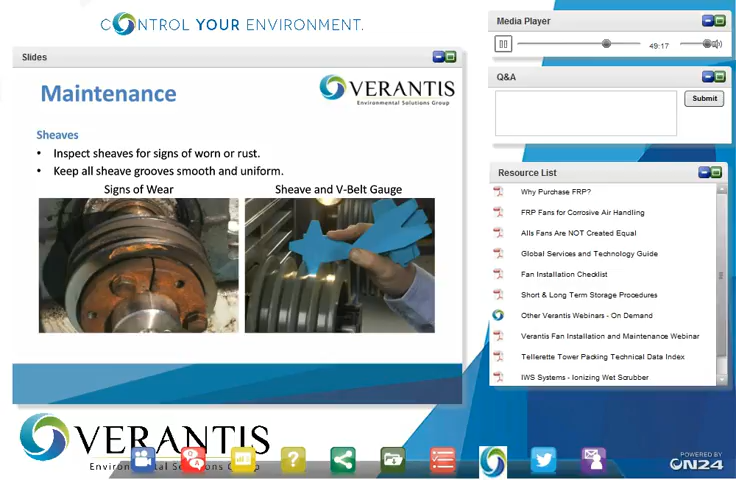 CONTROL YOUR ENVIRONMENT.
Slides
Maintenance
VERANTIS
Environmental Solutions Group
Sheaves
• Inspect sheaves for signs of worn or rust.
• Keep all sheave grooves smooth and uniform.
Signs of Wear
Sheave and V-Belt Gauge
VERANTIS
Environmental Solutions Group
Media Player
49:17
Q&A
Submit
Resource List
Why Purchase FRP?
FRP Fans for Corrosive Air Handling
Alls Fans Are NOT Created Equal
Global Services and Technology Guide
Fan Installation Checklist
Short & Long Term Storage Procedures
Other Verantis Webinars - On Demand
Verantis Fan Installation and Maintenance Webinar
Tellerette Tower Packing Technical Data Index
IWS Systems - Ionizing Wet Scrubber
Q
A
?
POWERED BY
ON24